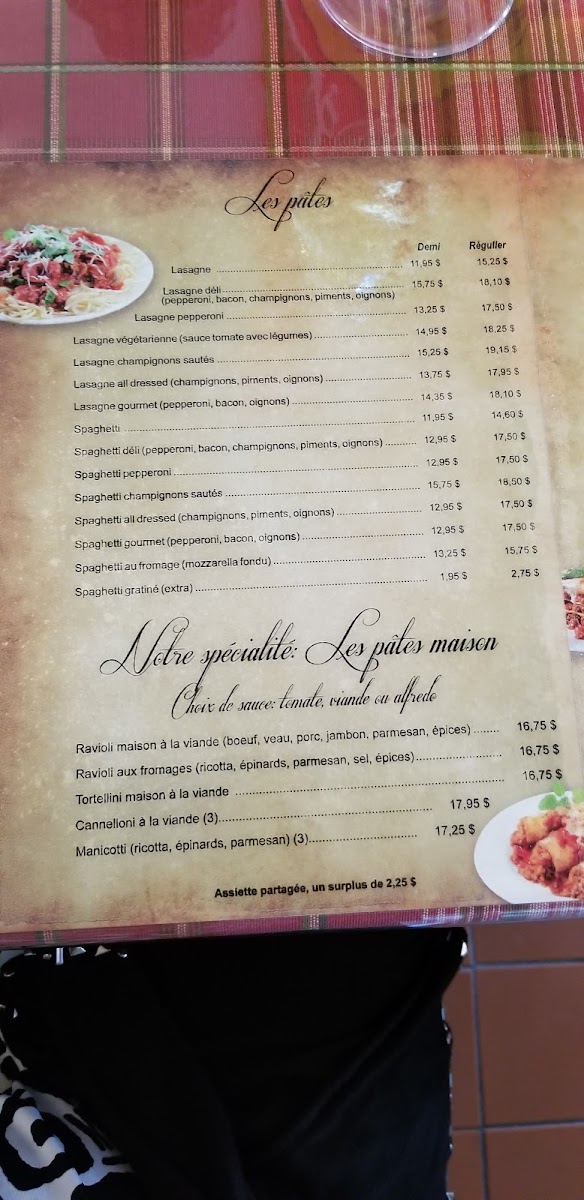 Les pâtes
Demi Régulier
Lasagne 11,95 $ 15,25 $
Lasagne déli 15,75 $ 18,10 $
(pepperoni, bacon, champignons, piments, oignons)
Lasagne pepperoni 13,25 $ 17,50 $
Lasagne végétarienne (sauce tomate avec légumes) 14,95 $ 18,25 $
Lasagne champignons sautés 15,25 $ 19,15 $
Lasagne all dressed (champignons, piments, oignons) 13,75 $ 17,95 $
Lasagne gourmet (pepperoni, bacon, oignons) 14,35 $ 18,10 $
Spaghetti 11,95 $ 14,60 $
Spaghetti déli (pepperoni, bacon, champignons, piments, oignons) 12,95 $ 17,50 $
Spaghetti pepperoni 12,95 $ 17,50 $
Spaghetti champignons sautés 15,75 $ 18,50 $
Spaghetti all dressed (champignons, piments, oignons) 12,95 $ 17,50 $
Spaghetti gourmet (pepperoni, bacon, oignons) 12,95 $ 17,50 $
Spaghetti au fromage (mozzarella fondu) 13,25 $ 15,75 $
Spaghetti gratiné (extra) 1,95 $ 2,75 $
Notre spécialité: Les pâtes maison
Choix de sauce: tomate, viande ou alfredo
Ravioli maison à la viande (boeuf, veau, porc, jambon, parmesan, épices) 16,75 $
Ravioli aux fromages (ricotta, épinards, parmesan, sel, épices) 16,75 $
Tortellini maison à la viande 16,75 $
Cannelloni à la viande (3) 17,95 $
Manicotti (ricotta, épinards, parmesan) (3) 17,25 $
Assiette partagée, un surplus de 2,25 $